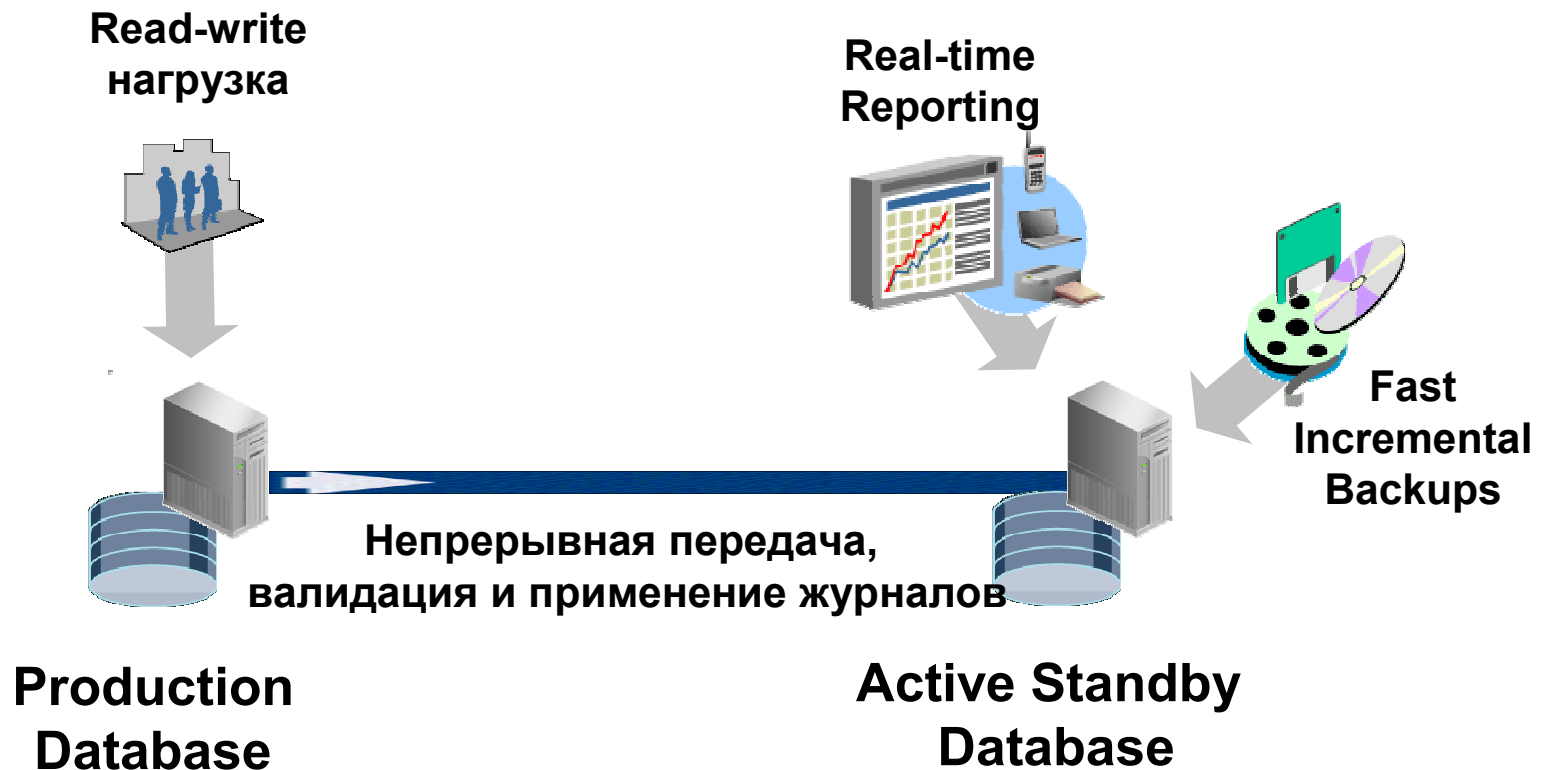 Read-write
нагрузка
Real-time
Reporting
Fast
Incremental
Backups
Непрерывная передача,
валидация и применение журналов
Production
Database
Active Standby
Database